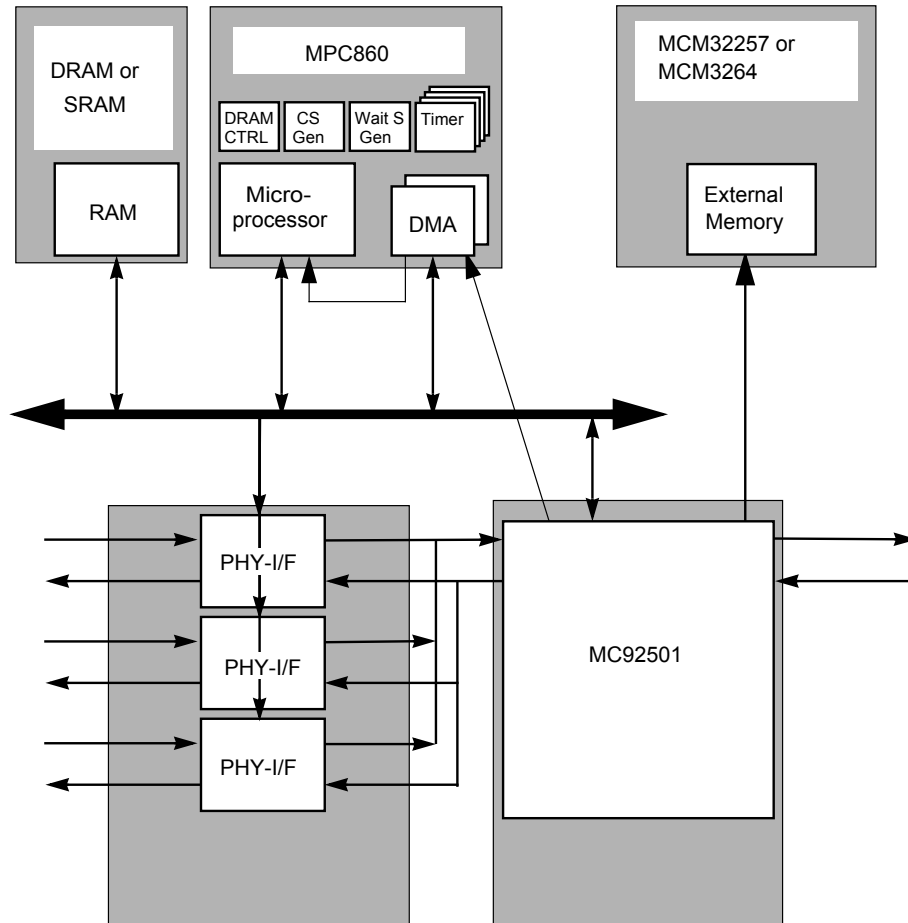 DRAM or
SRAM
RAM
MPC860
DRAM
CTRL
CS
Gen
Wait S
Gen
Timer
Micro-
processor
DMA
MCM32257 or
MCM3264
External
Memory
PHY-I/F
PHY-I/F
PHY-I/F
MC92501